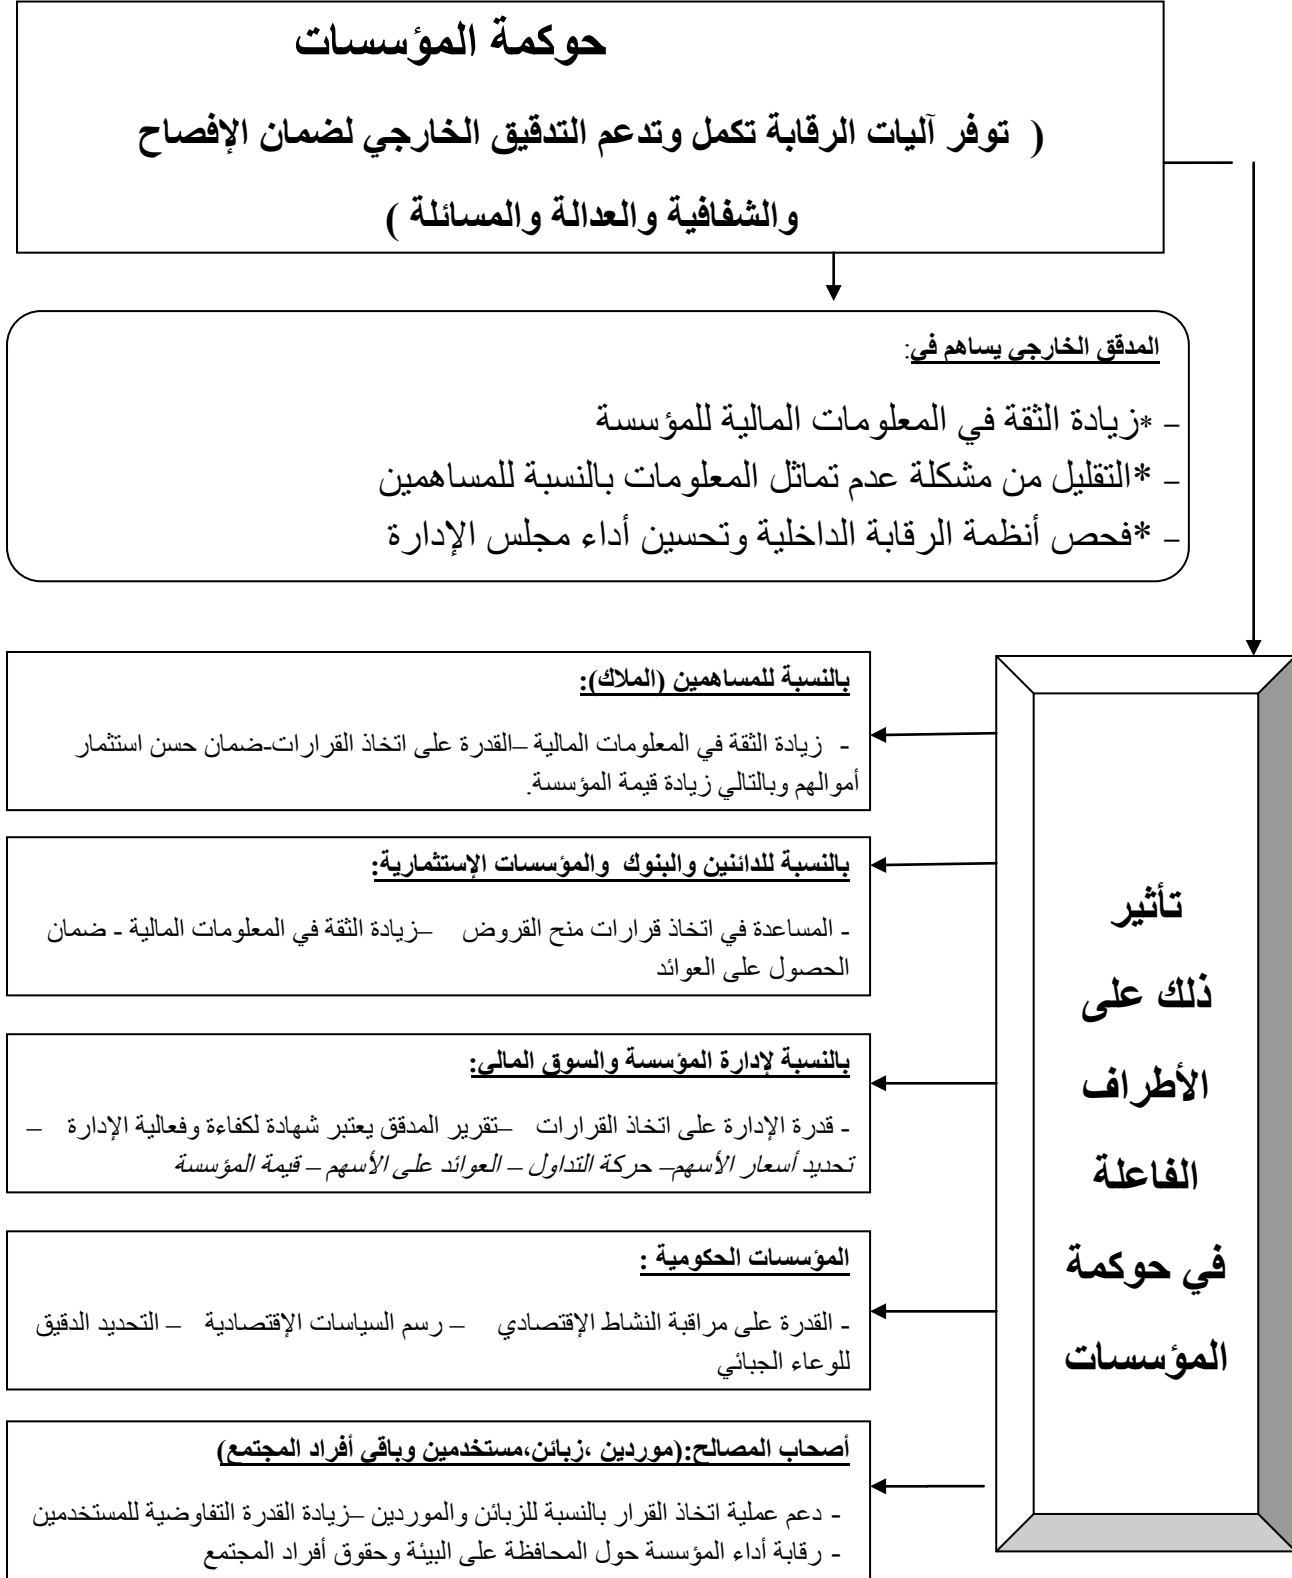 حوكمة المؤسسات
( توفر آليات الرقابة تكمل وتدعم التدقيق الخارجي لضمان الإفصاح
والشفافية والعدالة والمسائلة )
المدقق الخارجي يساهم في:
– *زيادة الثقة في المعلومات المالية للمؤسسة
– *التقليل من مشكلة عدم تماثل المعلومات بالنسبة للمساهمين
– *فحص أنظمة الرقابة الداخلية وتحسين أداء مجلس الإدارة
تأثير
ذلك على
الأطراف
الفاعلة
في حوكمة
المؤسسات
بالنسبة للمساهمين (الملاك):
- زيادة الثقة في المعلومات المالية –القدرة على اتخاذ القرارات-ضمان حسن استثمار
أموالهم وبالتالي زيادة قيمة المؤسسة.
بالنسبة للدائنين والبنوك والمؤسسات الإستثمارية:
- المساعدة في اتخاذ قرارات منح القروض –زيادة الثقة في المعلومات المالية - ضمان
الحصول على العوائد
بالنسبة لإدارة المؤسسة والسوق المالي:
- قدرة الإدارة على اتخاذ القرارات –تقرير المدقق يعتبر شهادة لكفاءة وفعالية الإدارة –
تحديد أسعار الأسهم– حركة التداول – العوائد على الأسهم – قيمة المؤسسة
المؤسسات الحكومية :
- القدرة على مراقبة النشاط الإقتصادي – رسم السياسات الإقتصادية – التحديد الدقيق
للوعاء الجبائي
أصحاب المصالح:(موردين ،زبائن،مستخدمين وباقي أفراد المجتمع)
- دعم عملية اتخاذ القرار بالنسبة للزبائن والموردين –زيادة القدرة التفاوضية للمستخدمين
- رقابة أداء المؤسسة حول المحافظة على البيئة وحقوق أفراد المجتمع